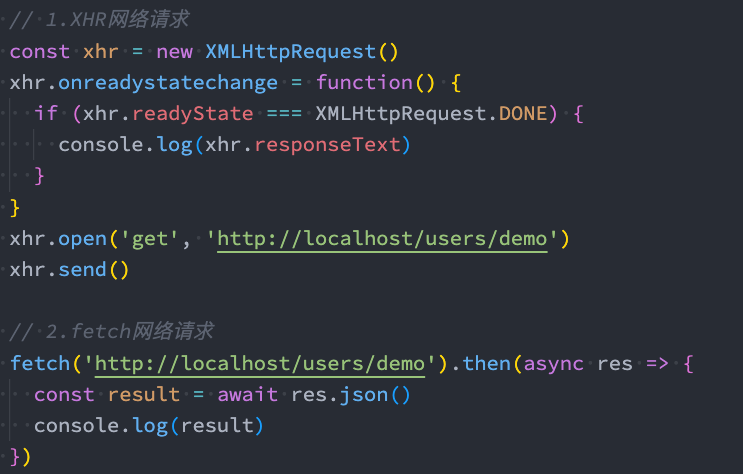 // 1.XHR网络请求
const xhr = new XMLHttpRequest()
xhr.onreadystatechange = function() {
  if (xhr.readyState === XMLHttpRequest.DONE) {
    console.log(xhr.responseText)
  }
}
xhr.open('get', 'http://localhost/users/demo')
xhr.send()

// 2.fetch网络请求
fetch('http://localhost/users/demo').then(async res => {
  const result = await res.json()
  console.log(result)
})